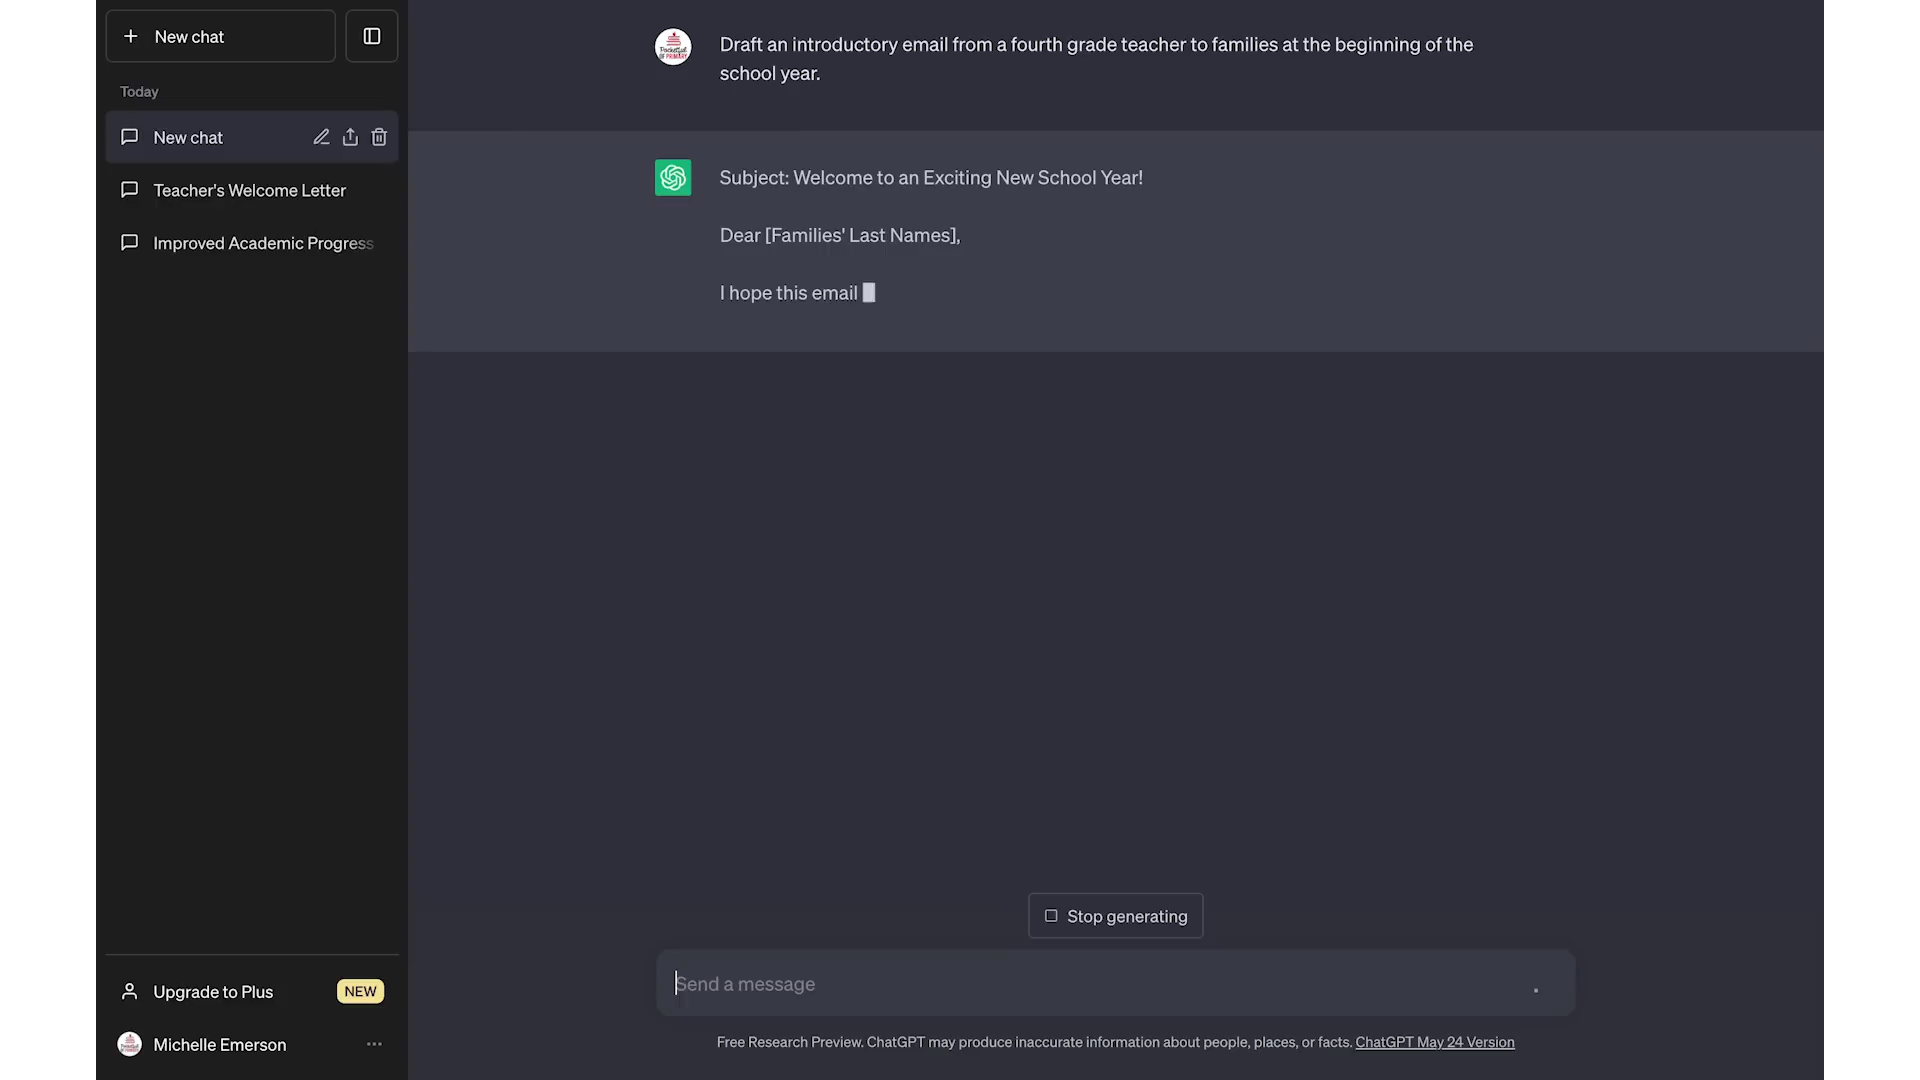 New chat
Today
New chat
Teacher's Welcome Letter
Improved Academic Progress
Upgrade to Plus
NEW
Michelle Emerson
Pocketful
OF PRIMARY
Draft an introductory email from a fourth grade teacher to families at the beginning of the
school year.
Subject: Welcome to an Exciting New School Year!
Dear [Families' Last Names],
I hope this email
Stop generating
Send a message
Free Research Preview. ChatGPT may produce inaccurate information about people, places, or facts. ChatGPT May 24 Version